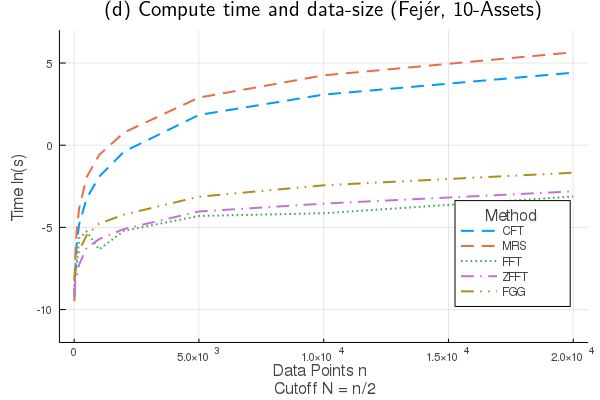 (d) Compute time and data-size (Fejér, 10-Assets)
Time ln(s)
5
0
-5
-10
Method
CFT
MRS
FFT
ZFFT
FGG
0
5.0×10³
1.0×10⁴
1.5×10⁴
2.0×10⁴
Data Points n
Cutoff N = n/2